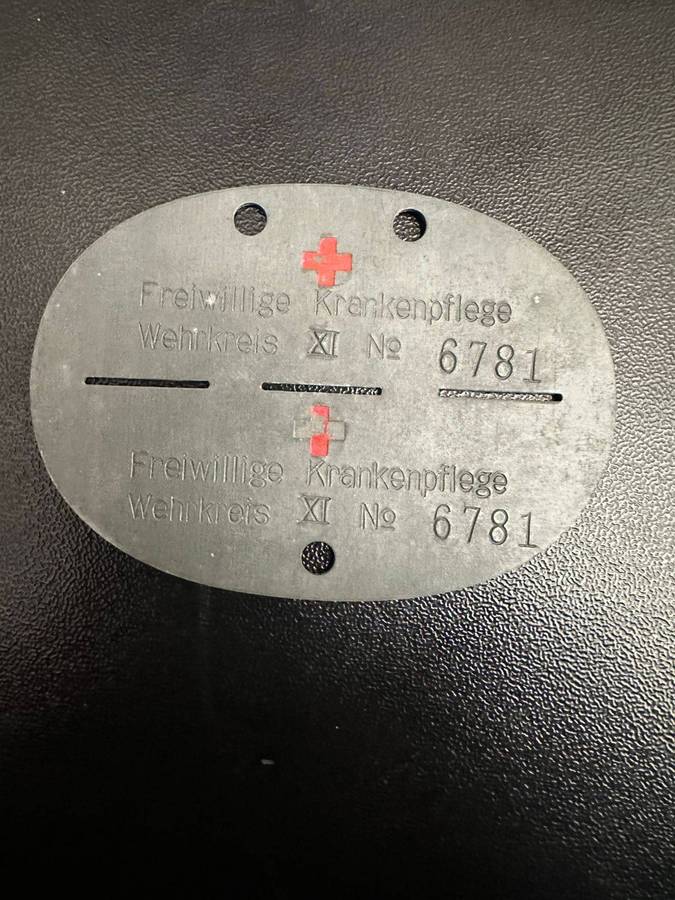 Freiwillige Krankenpflege
Wehrkreis XI No 6781
Freiwillige Krankenpflege
Wehrkreis XI No 6781